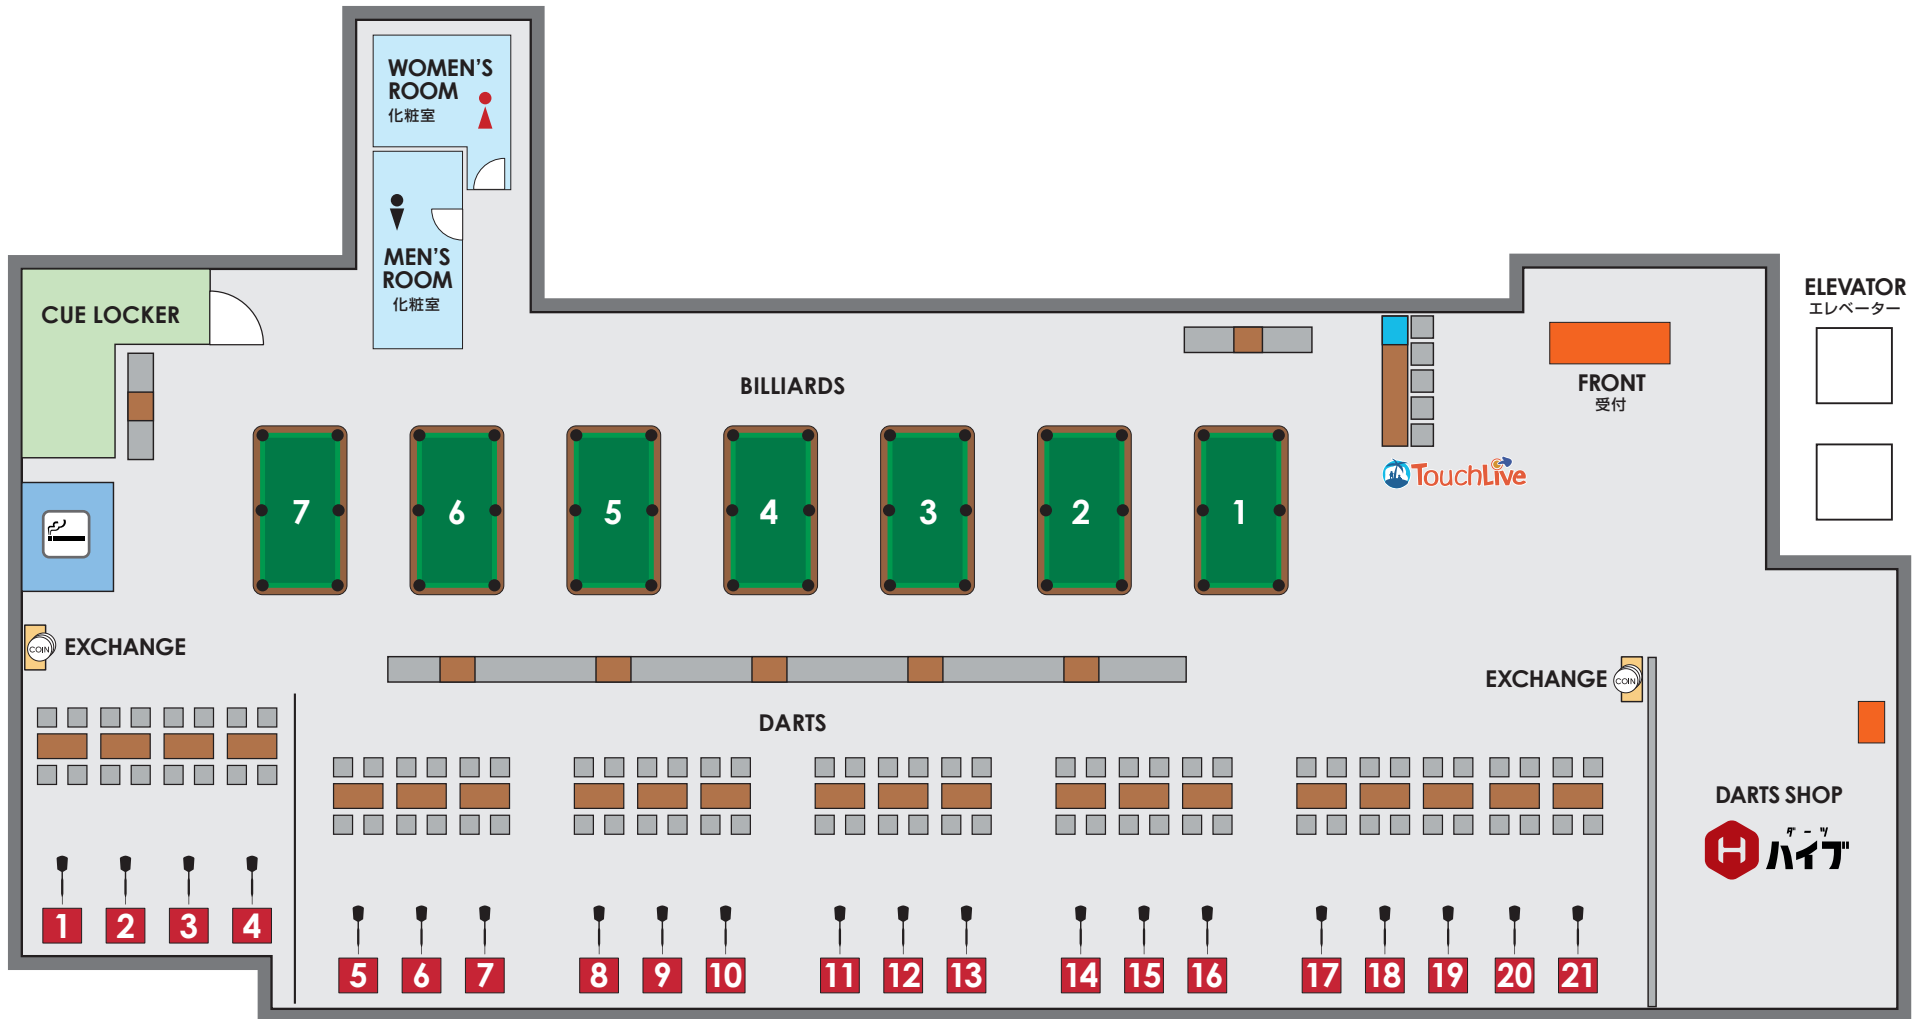 WOMEN'S
ROOM
化粧室
MEN'S
ROOM
化粧室
CUE LOCKER
ELEVATOR
エレベーター
FRONT
受付
BILLIARDS
TouchLive
7
6
5
4
3
2
1
COIN
EXCHANGE
EXCHANGE
COIN
DARTS
DARTS SHOP
H
ダーツ
ハイブ
1
2
3
4
5
6
7
8
9
10
11
12
13
14
15
16
17
18
19
20
21